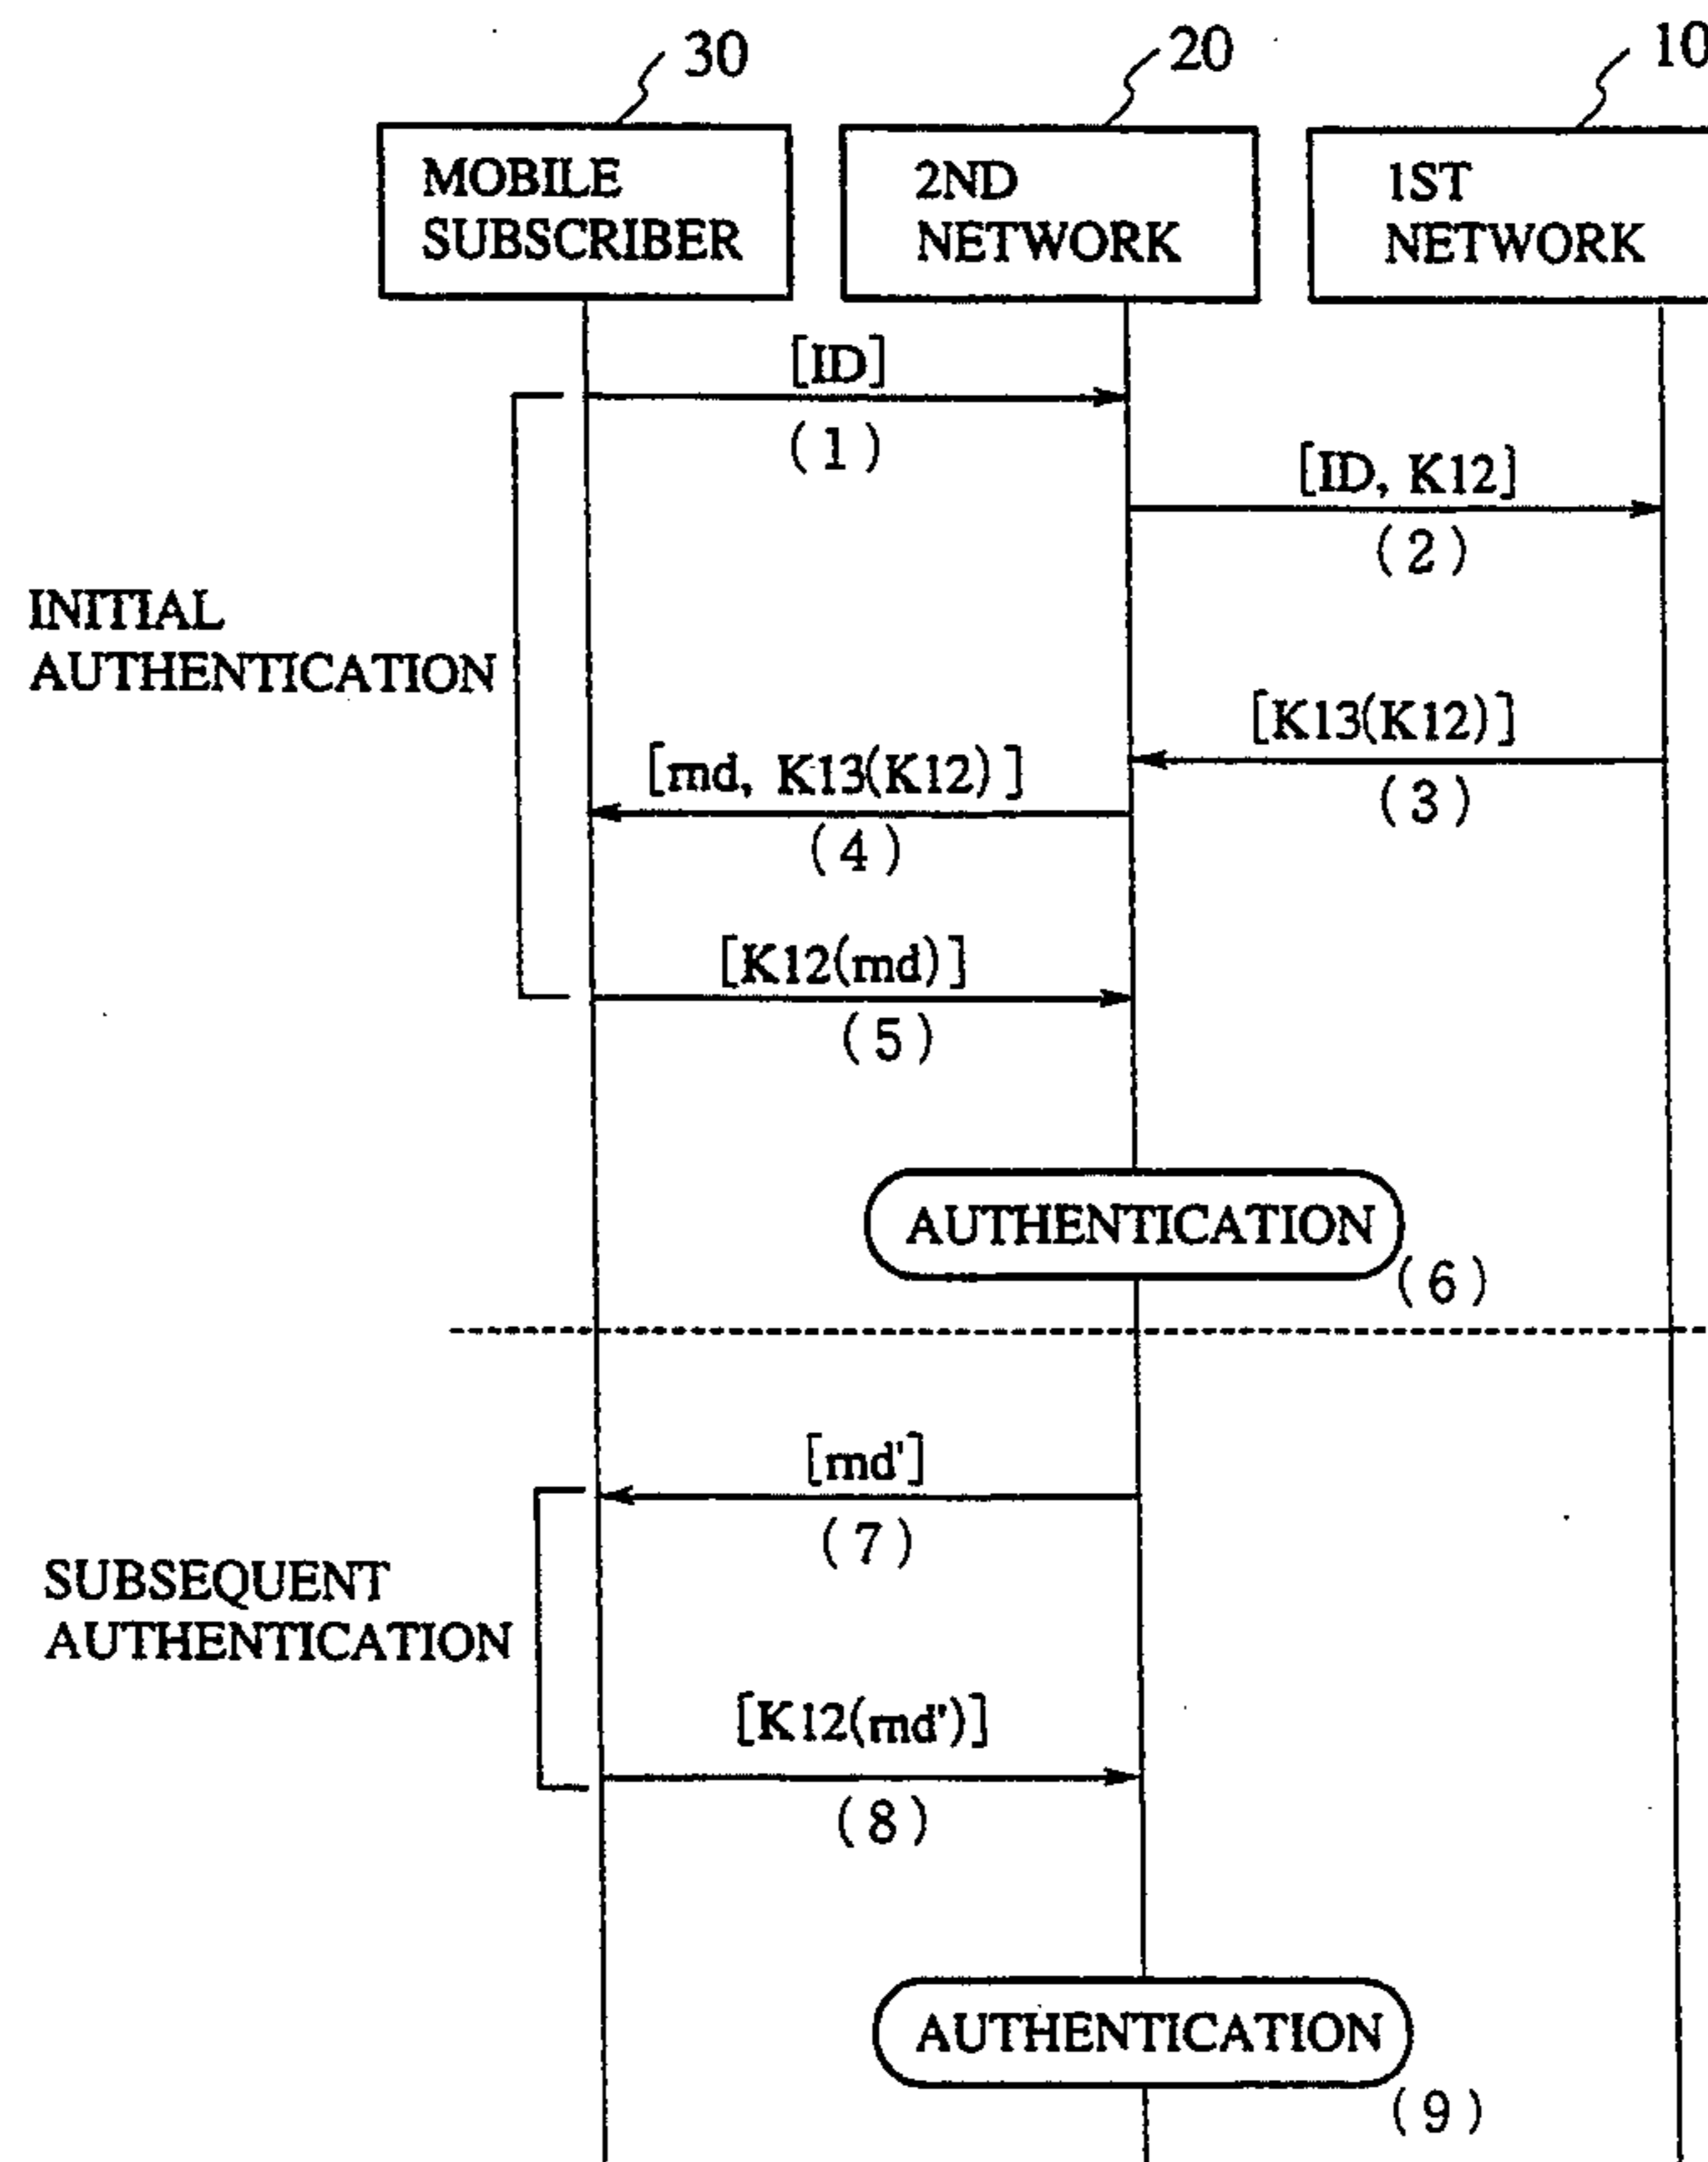 30
20
10
MOBILE
SUBSCRIBER
2ND
NETWORK
1ST
NETWORK
[ID]
(1)
[ID, K12]
(2)
INITIAL
AUTHENTICATION
[K13(K12)]
(3)
[rnd, K13(K12)]
(4)
[K12(rnd)]
(5)
AUTHENTICATION
(6)
[rnd']
(7)
SUBSEQUENT
AUTHENTICATION
[K12(rnd')]
(8)
AUTHENTICATION
(9)